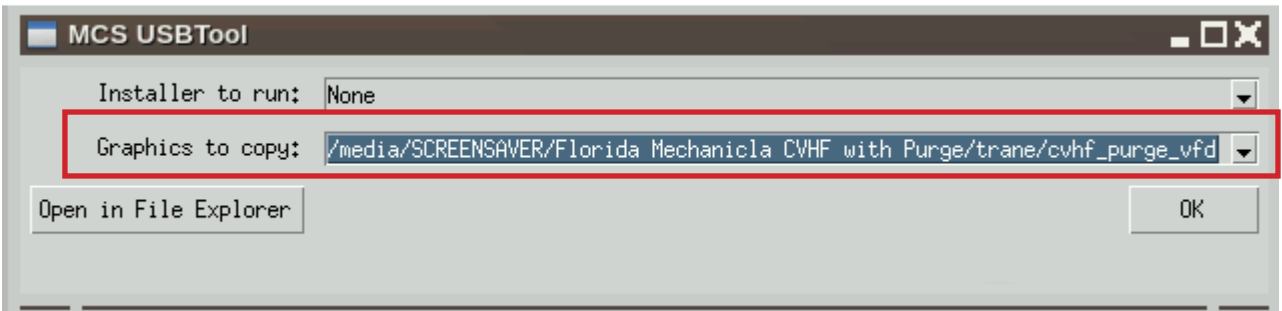 MCS USBTool
Installer to run: None
Graphics to copy: /media/SCREENSAVER/Florida Mechanicla CVHF with Purge/trane/cvhf_purge_vfd
Open in File Explorer OK